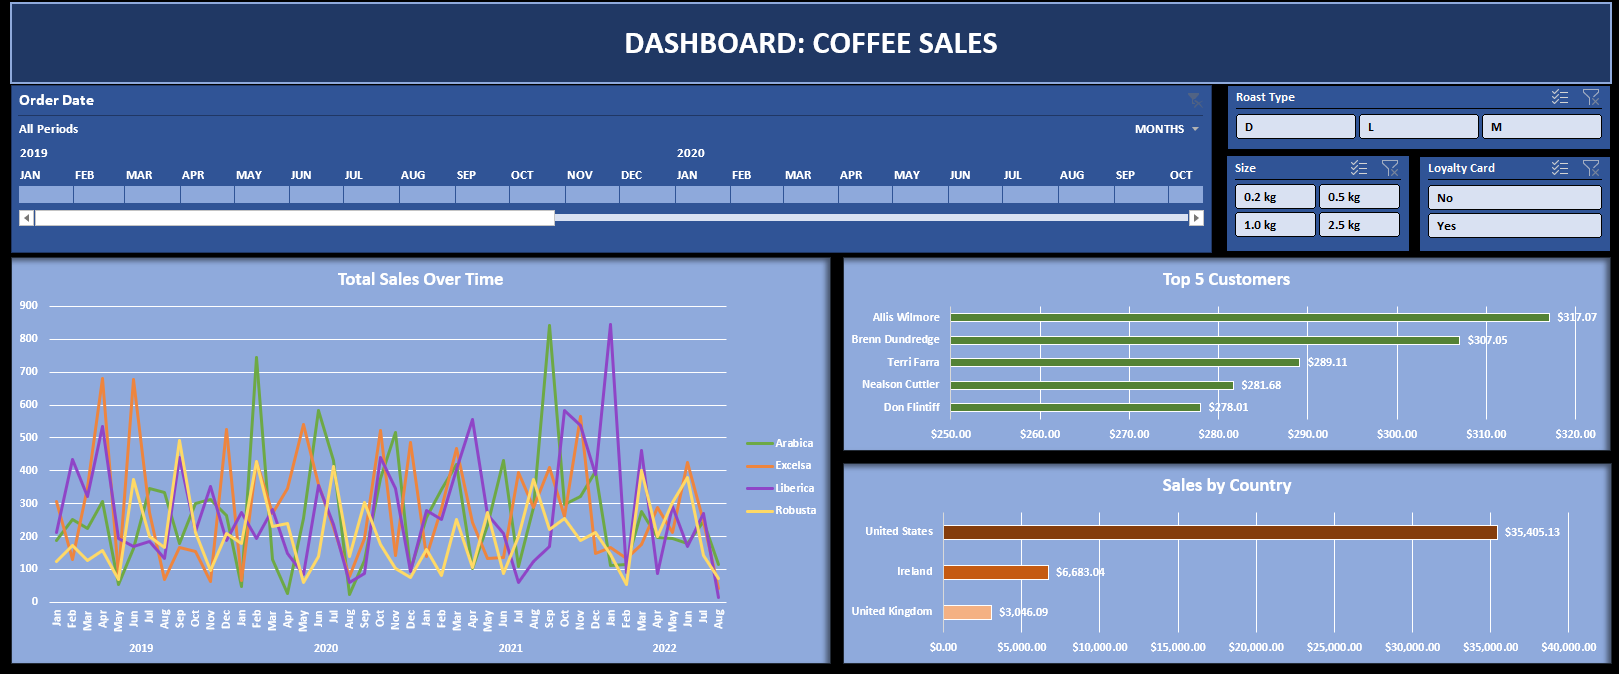 DASHBOARD: COFFEE SALES
Order Date
All Periods
MONTHS
2019 2020
JAN FEB MAR APR MAY JUN JUL AUG SEP OCT NOV DEC JAN FEB MAR APR MAY JUN JUL AUG SEP OCT
Roast Type
D L M
Size
0.2 kg 0.5 kg
1.0 kg 2.5 kg
Loyalty Card
No
Yes
Total Sales Over Time
900
800
700
600
500
400
300
200
100
0
Jan Feb Mar Apr May Jun Jul Aug Sep Oct Nov Dec Jan Feb Mar Apr May Jun Jul Aug Sep Oct Nov Dec Jan Feb Mar Apr May Jun Jul Aug Sep Oct Nov Dec Jan Feb Mar Apr May Jun Jul Aug
2019 2020 2021 2022
Arabica
Excelsa
Liberica
Robusta
Top 5 Customers
Allis Wilmore $317.07
Brenn Dundredge $307.05
Terri Farra $289.11
Nealson Cuttler $281.68
Don Flintiff $278.01
$250.00 $260.00 $270.00 $280.00 $290.00 $300.00 $310.00 $320.00
Sales by Country
United States $35,405.13
Ireland $6,683.04
United Kingdom $3,046.09
$0.00 $5,000.00 $10,000.00 $15,000.00 $20,000.00 $25,000.00 $30,000.00 $35,000.00 $40,000.00